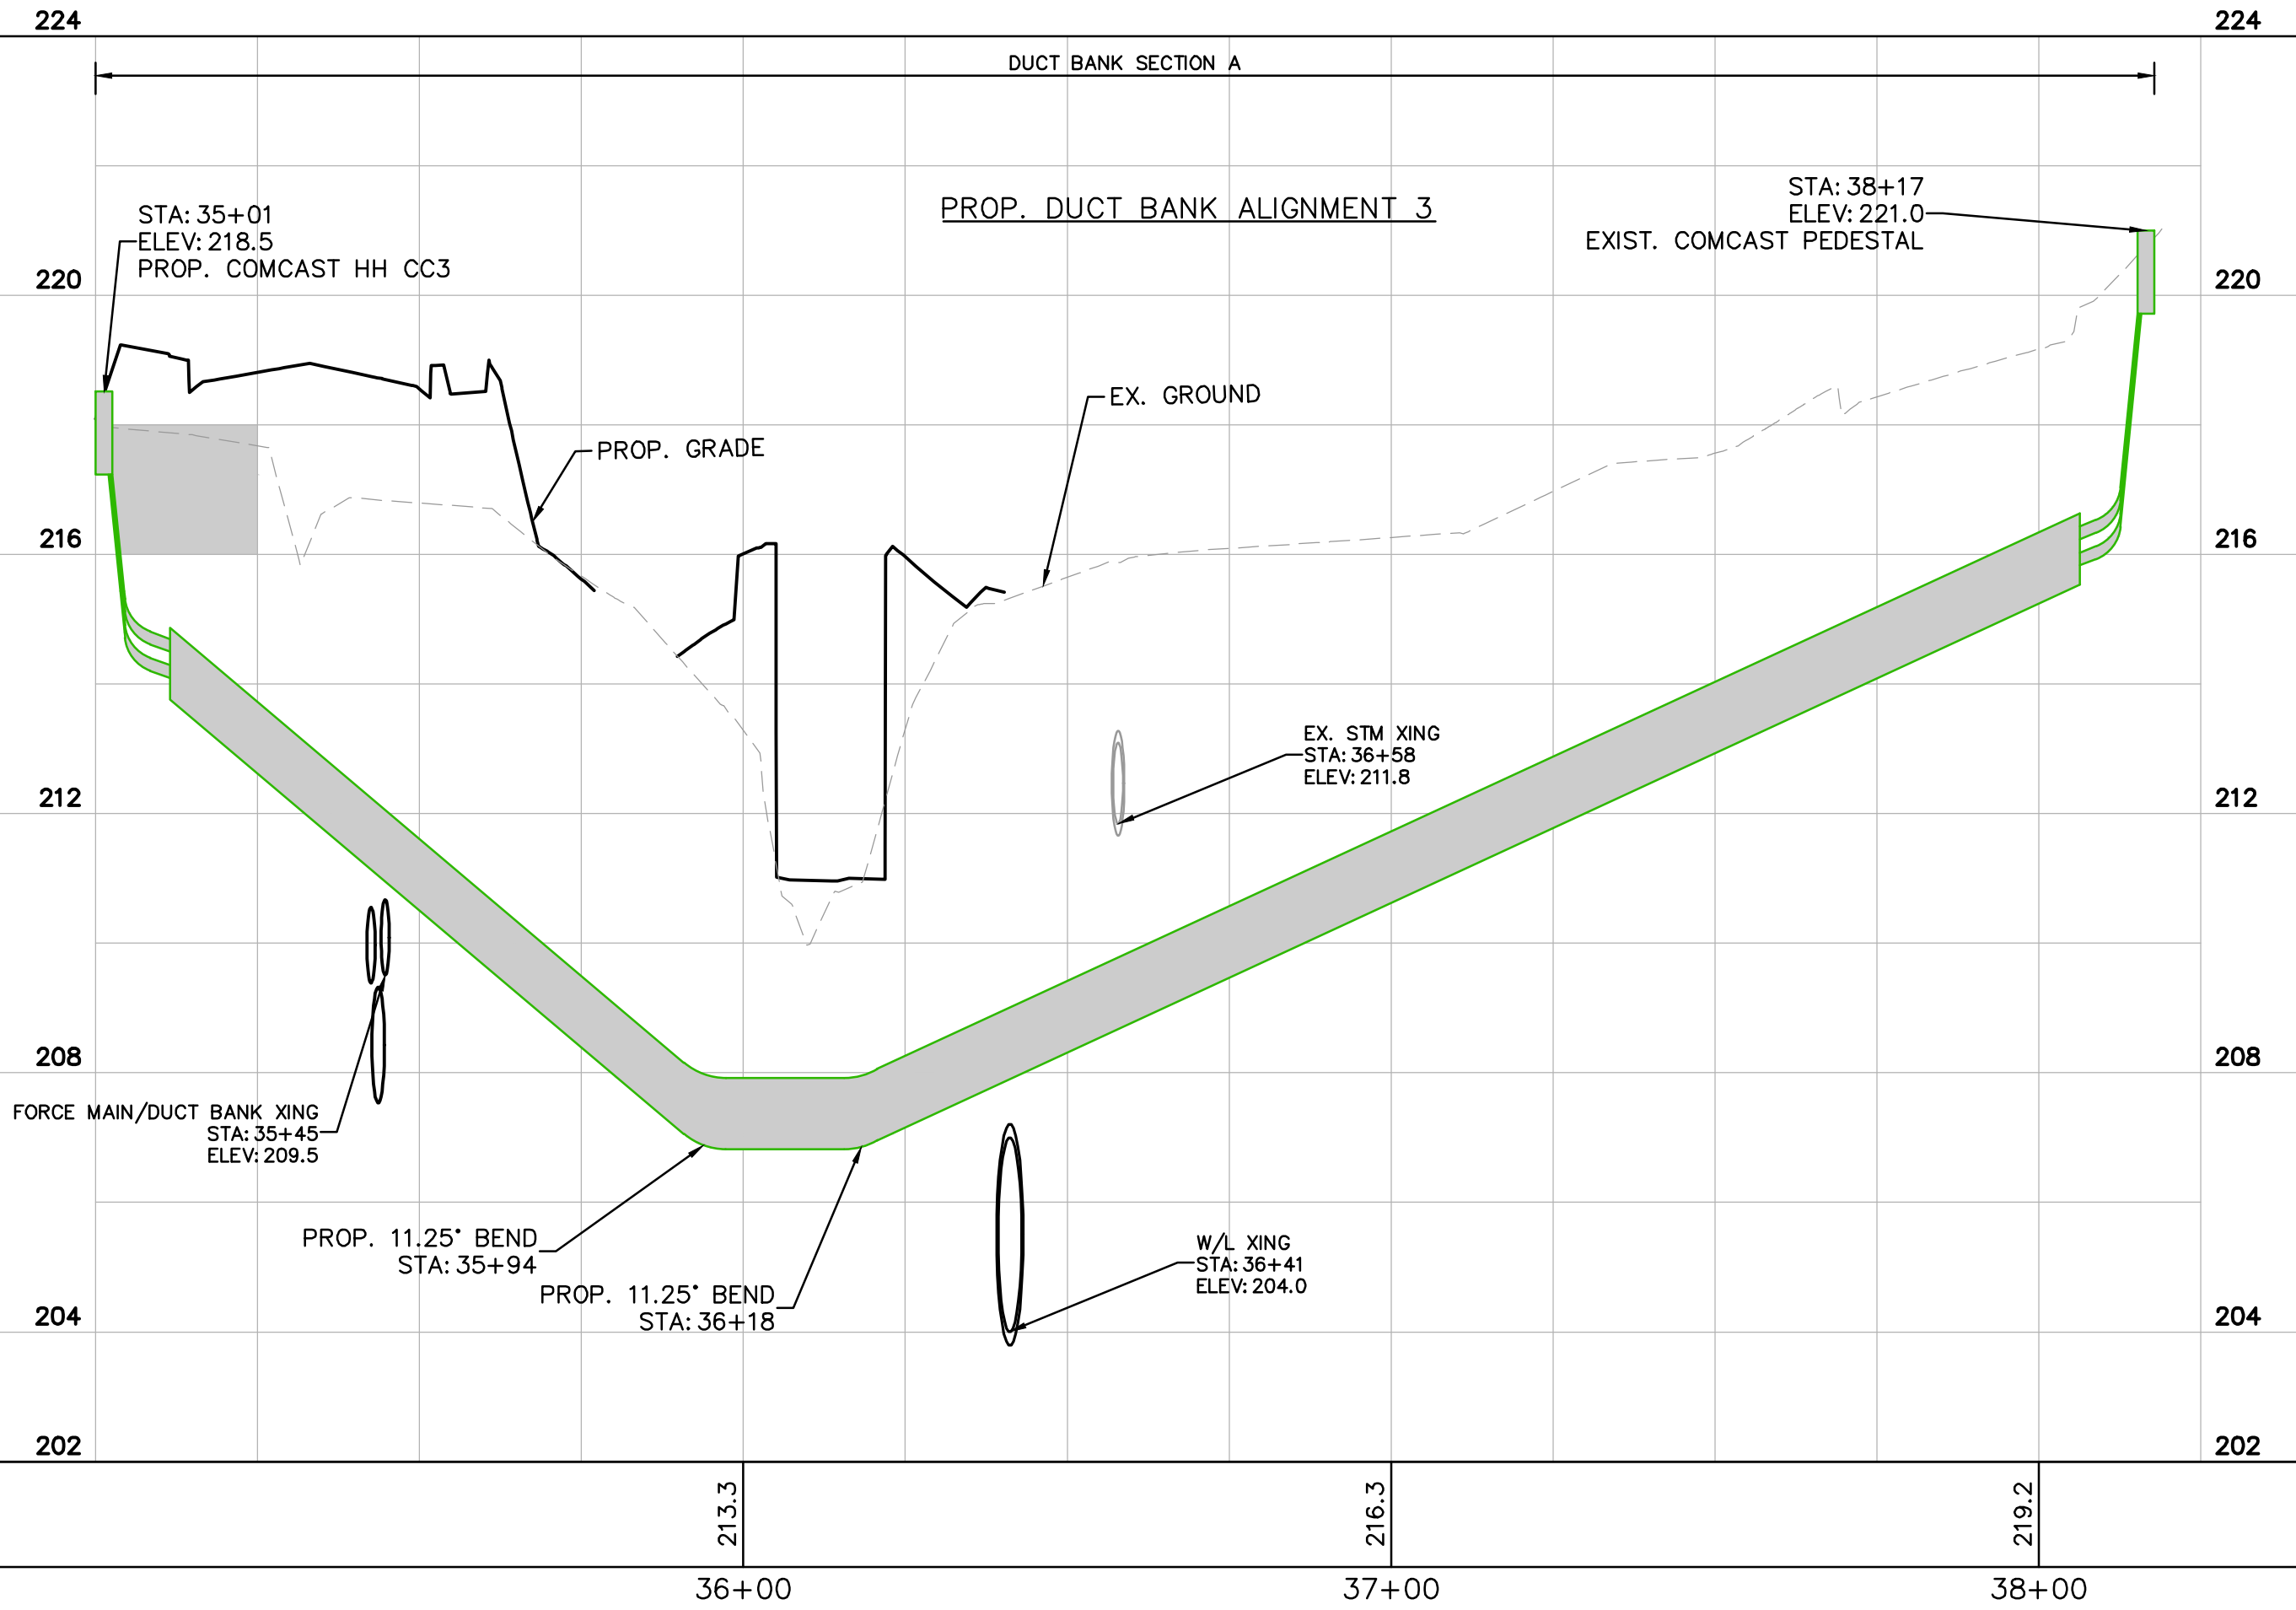 224
224
DUCT BANK SECTION A
STA: 35+01
ELEV: 218.5
PROP. COMCAST HH CC3
PROP. DUCT BANK ALIGNMENT 3
STA: 38+17
ELEV: 221.0
EXIST. COMCAST PEDESTAL
220
220
EX. GROUND
PROP. GRADE
216
216
EX. STM XING
STA: 36+58
ELEV: 211.8
212
212
208
208
FORCE MAIN/DUCT BANK XING
STA: 35+45
ELEV: 209.5
PROP. 11.25° BEND
STA: 35+94
PROP. 11.25° BEND
STA: 36+18
W/L XING
STA: 36+41
ELEV: 204.0
204
204
202
202
213.3
216.3
219.2
36+00
37+00
38+00